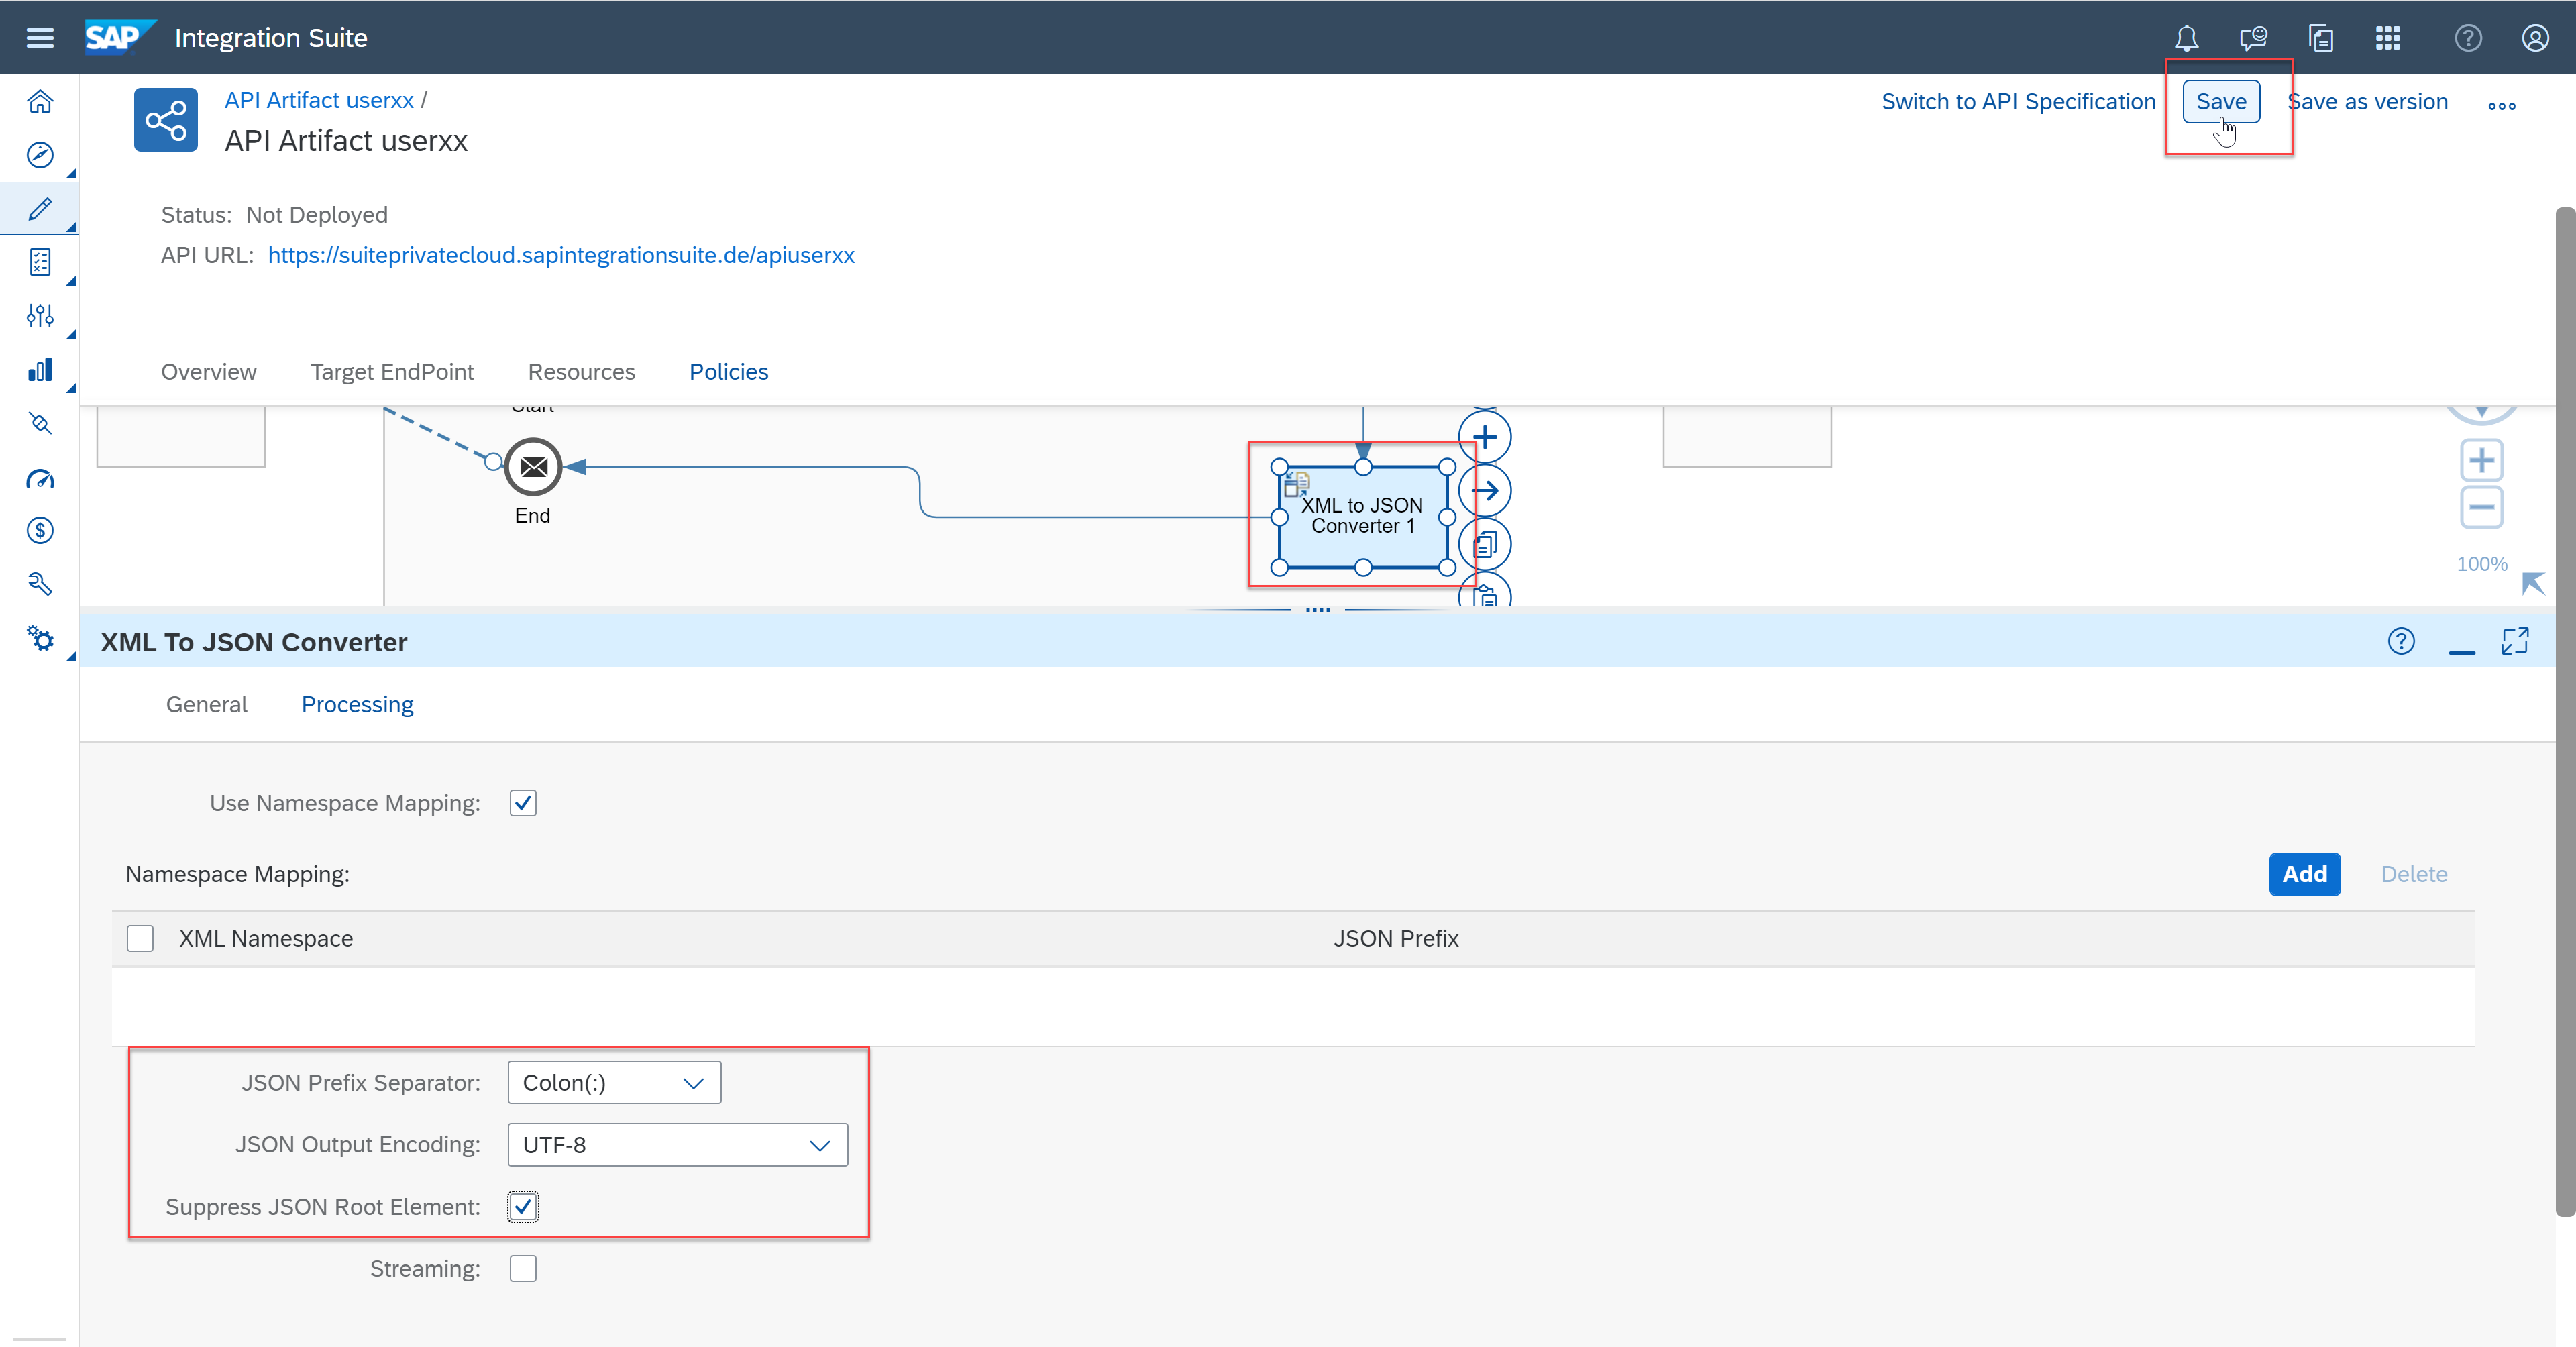 SAP Integration Suite
API Artifact userxx /
API Artifact userxx
Switch to API Specification Save Save as version
Status: Not Deployed
API URL: https://suiteprivatecloud.sapintegrationsuite.de/apiuserxx
Overview Target EndPoint Resources Policies
Start
End
XML to JSON
Converter 1
100%
XML To JSON Converter
General Processing
Use Namespace Mapping:
Namespace Mapping: Add Delete
XML Namespace JSON Prefix
JSON Prefix Separator: Colon(:)
JSON Output Encoding: UTF-8
Suppress JSON Root Element:
Streaming: